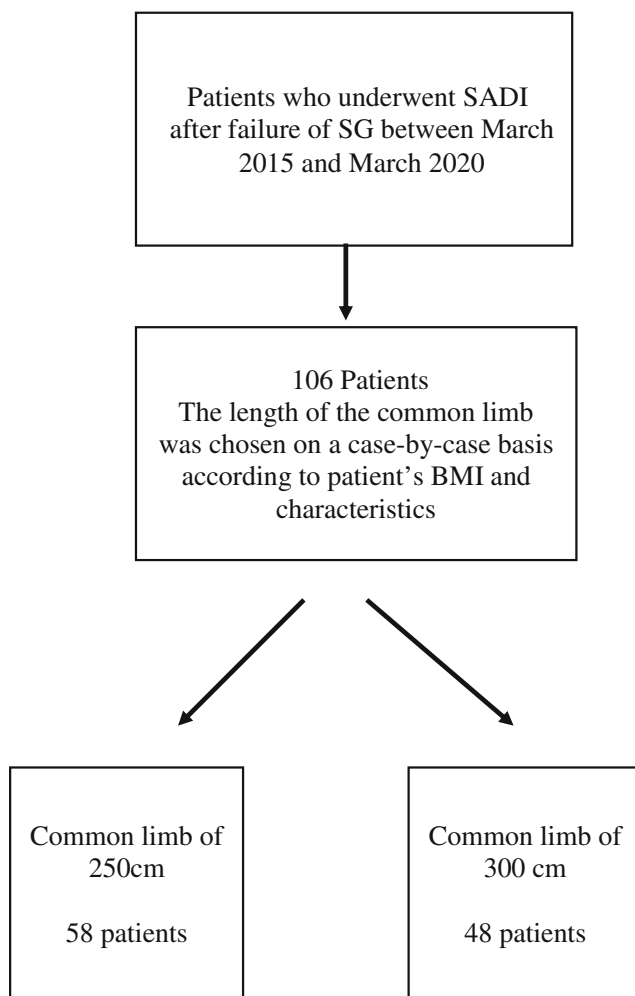 Patients who underwent SADI
after failure of SG between March
2015 and March 2020
106 Patients
The length of the common limb
was chosen on a case-by-case basis
according to patient’s BMI and
characteristics
Common limb of
250cm
58 patients
Common limb of
300 cm
48 patients